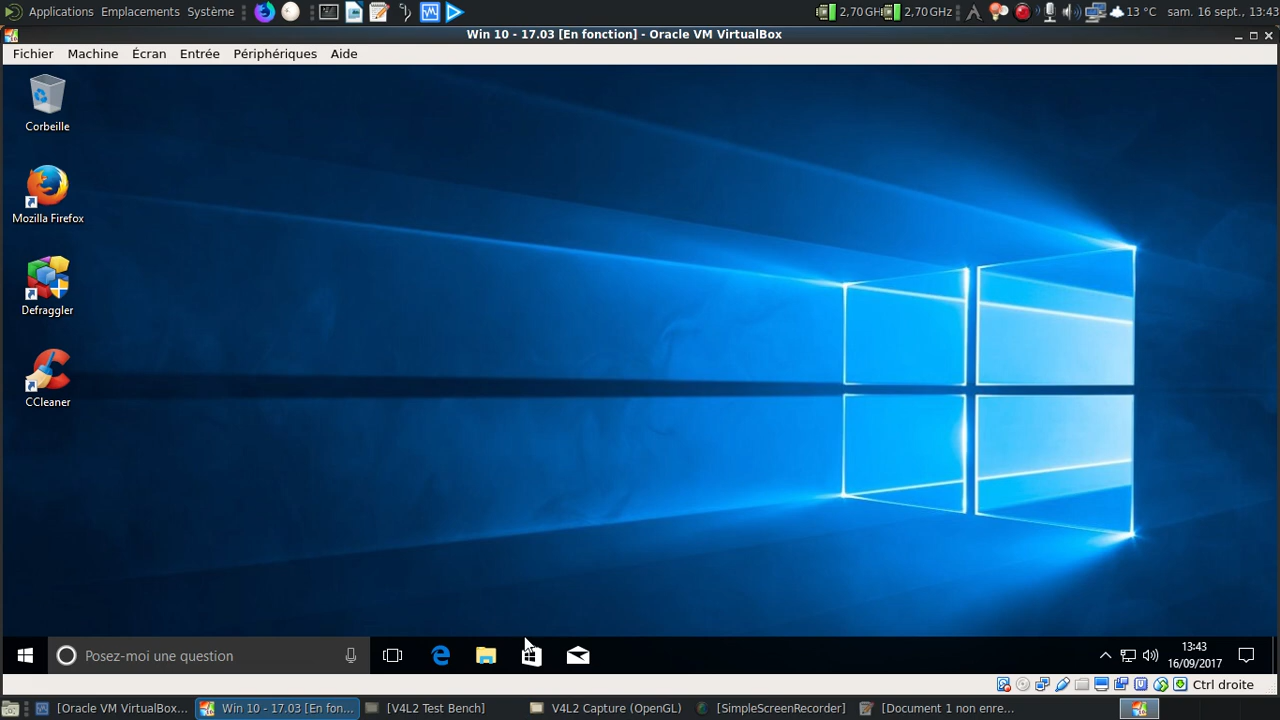 Applications Emplacements Système 2,70 GHz 2,70 GHz 13 °C sam. 16 sept., 13:43
Win 10 - 17.03 [En fonction] - Oracle VM VirtualBox
Fichier Machine Écran Entrée Périphériques Aide
Corbeille
Mozilla Firefox
Defraggler
CCleaner
Posez-moi une question
13:43
16/09/2017
Ctrl droite
[Oracle VM VirtualBox... Win 10 - 17.03 [En fon... [V4L2 Test Bench] V4L2 Capture (OpenGL) [SimpleScreenRecorder] [Document 1 non enre...